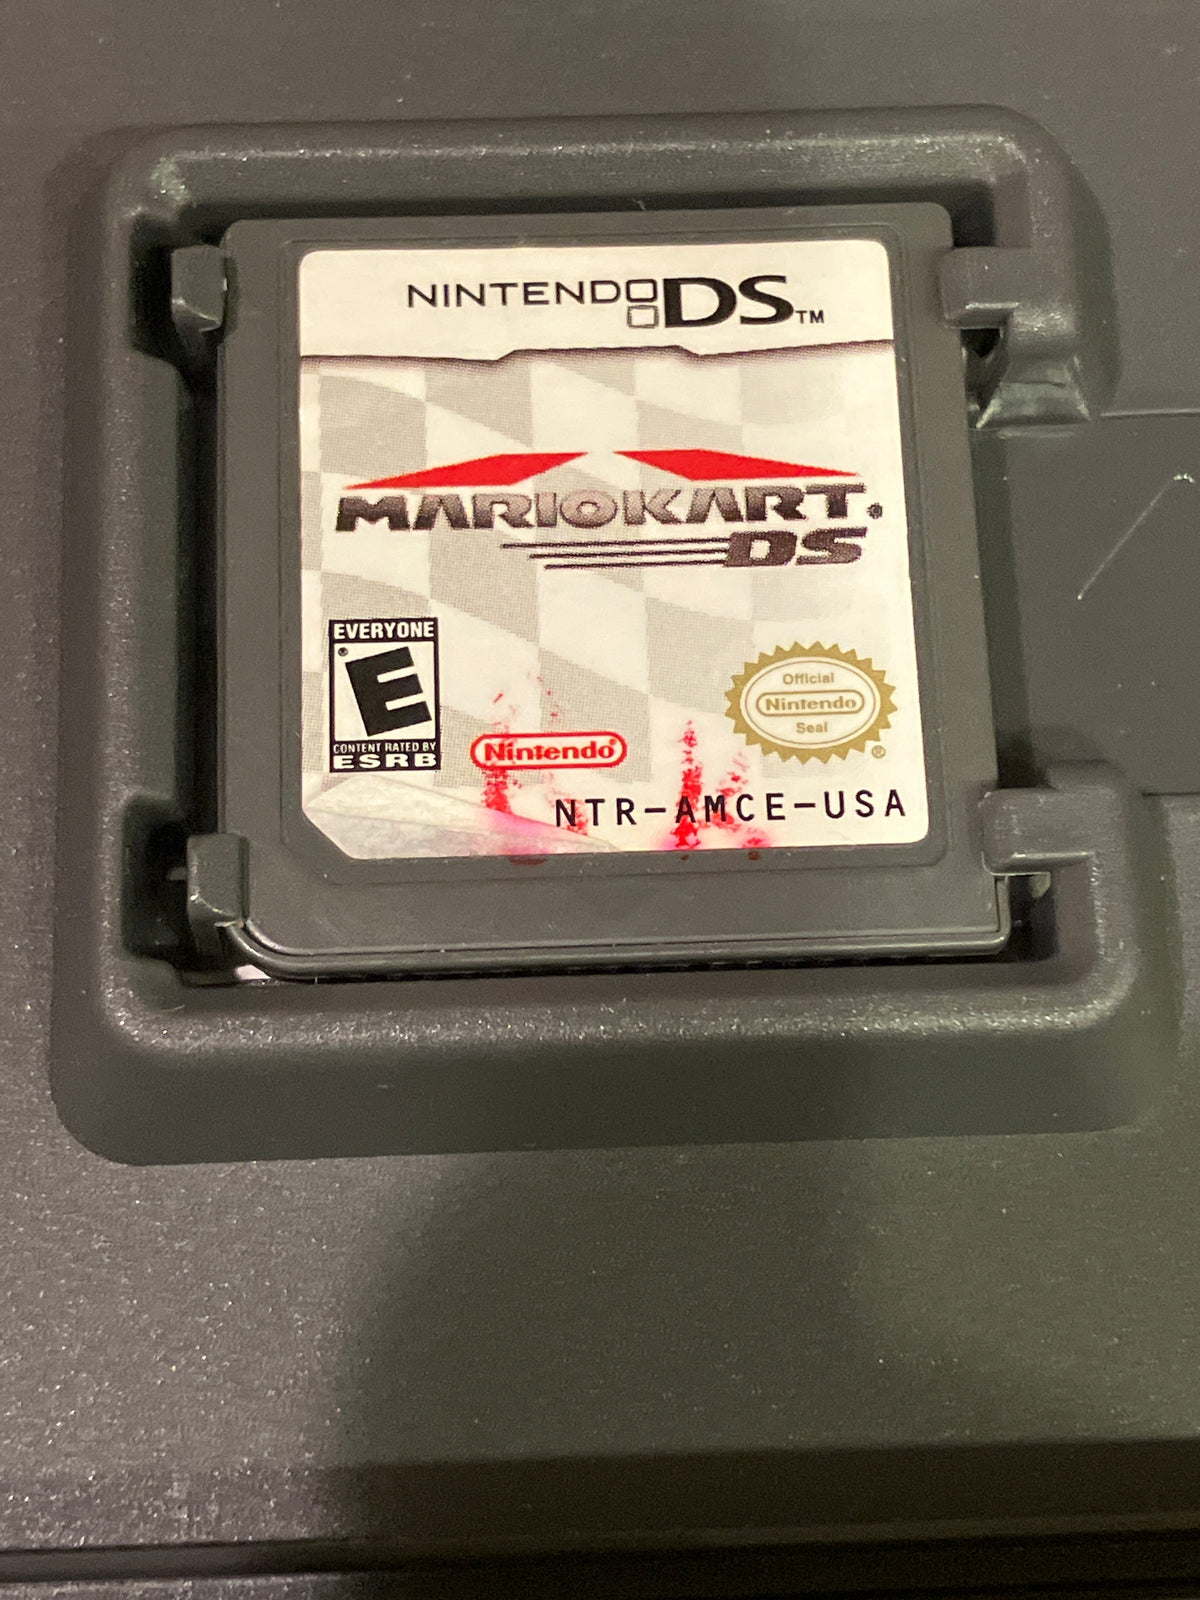 NINTENDO DS™
MARIOKART®
DS
EVERYONE
E®
CONTENT RATED BY
ESRB
Nintendo®
Official
Nintendo
Seal
®
NTR-AMCE-USA